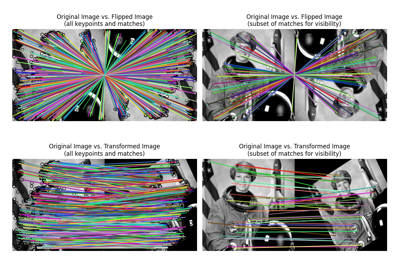 Original Image vs. Flipped Image
(all keypoints and matches)
Original Image vs. Flipped Image
(subset of matches for visibility)
Original Image vs. Transformed Image
(all keypoints and matches)
Original Image vs. Transformed Image
(subset of matches for visibility)